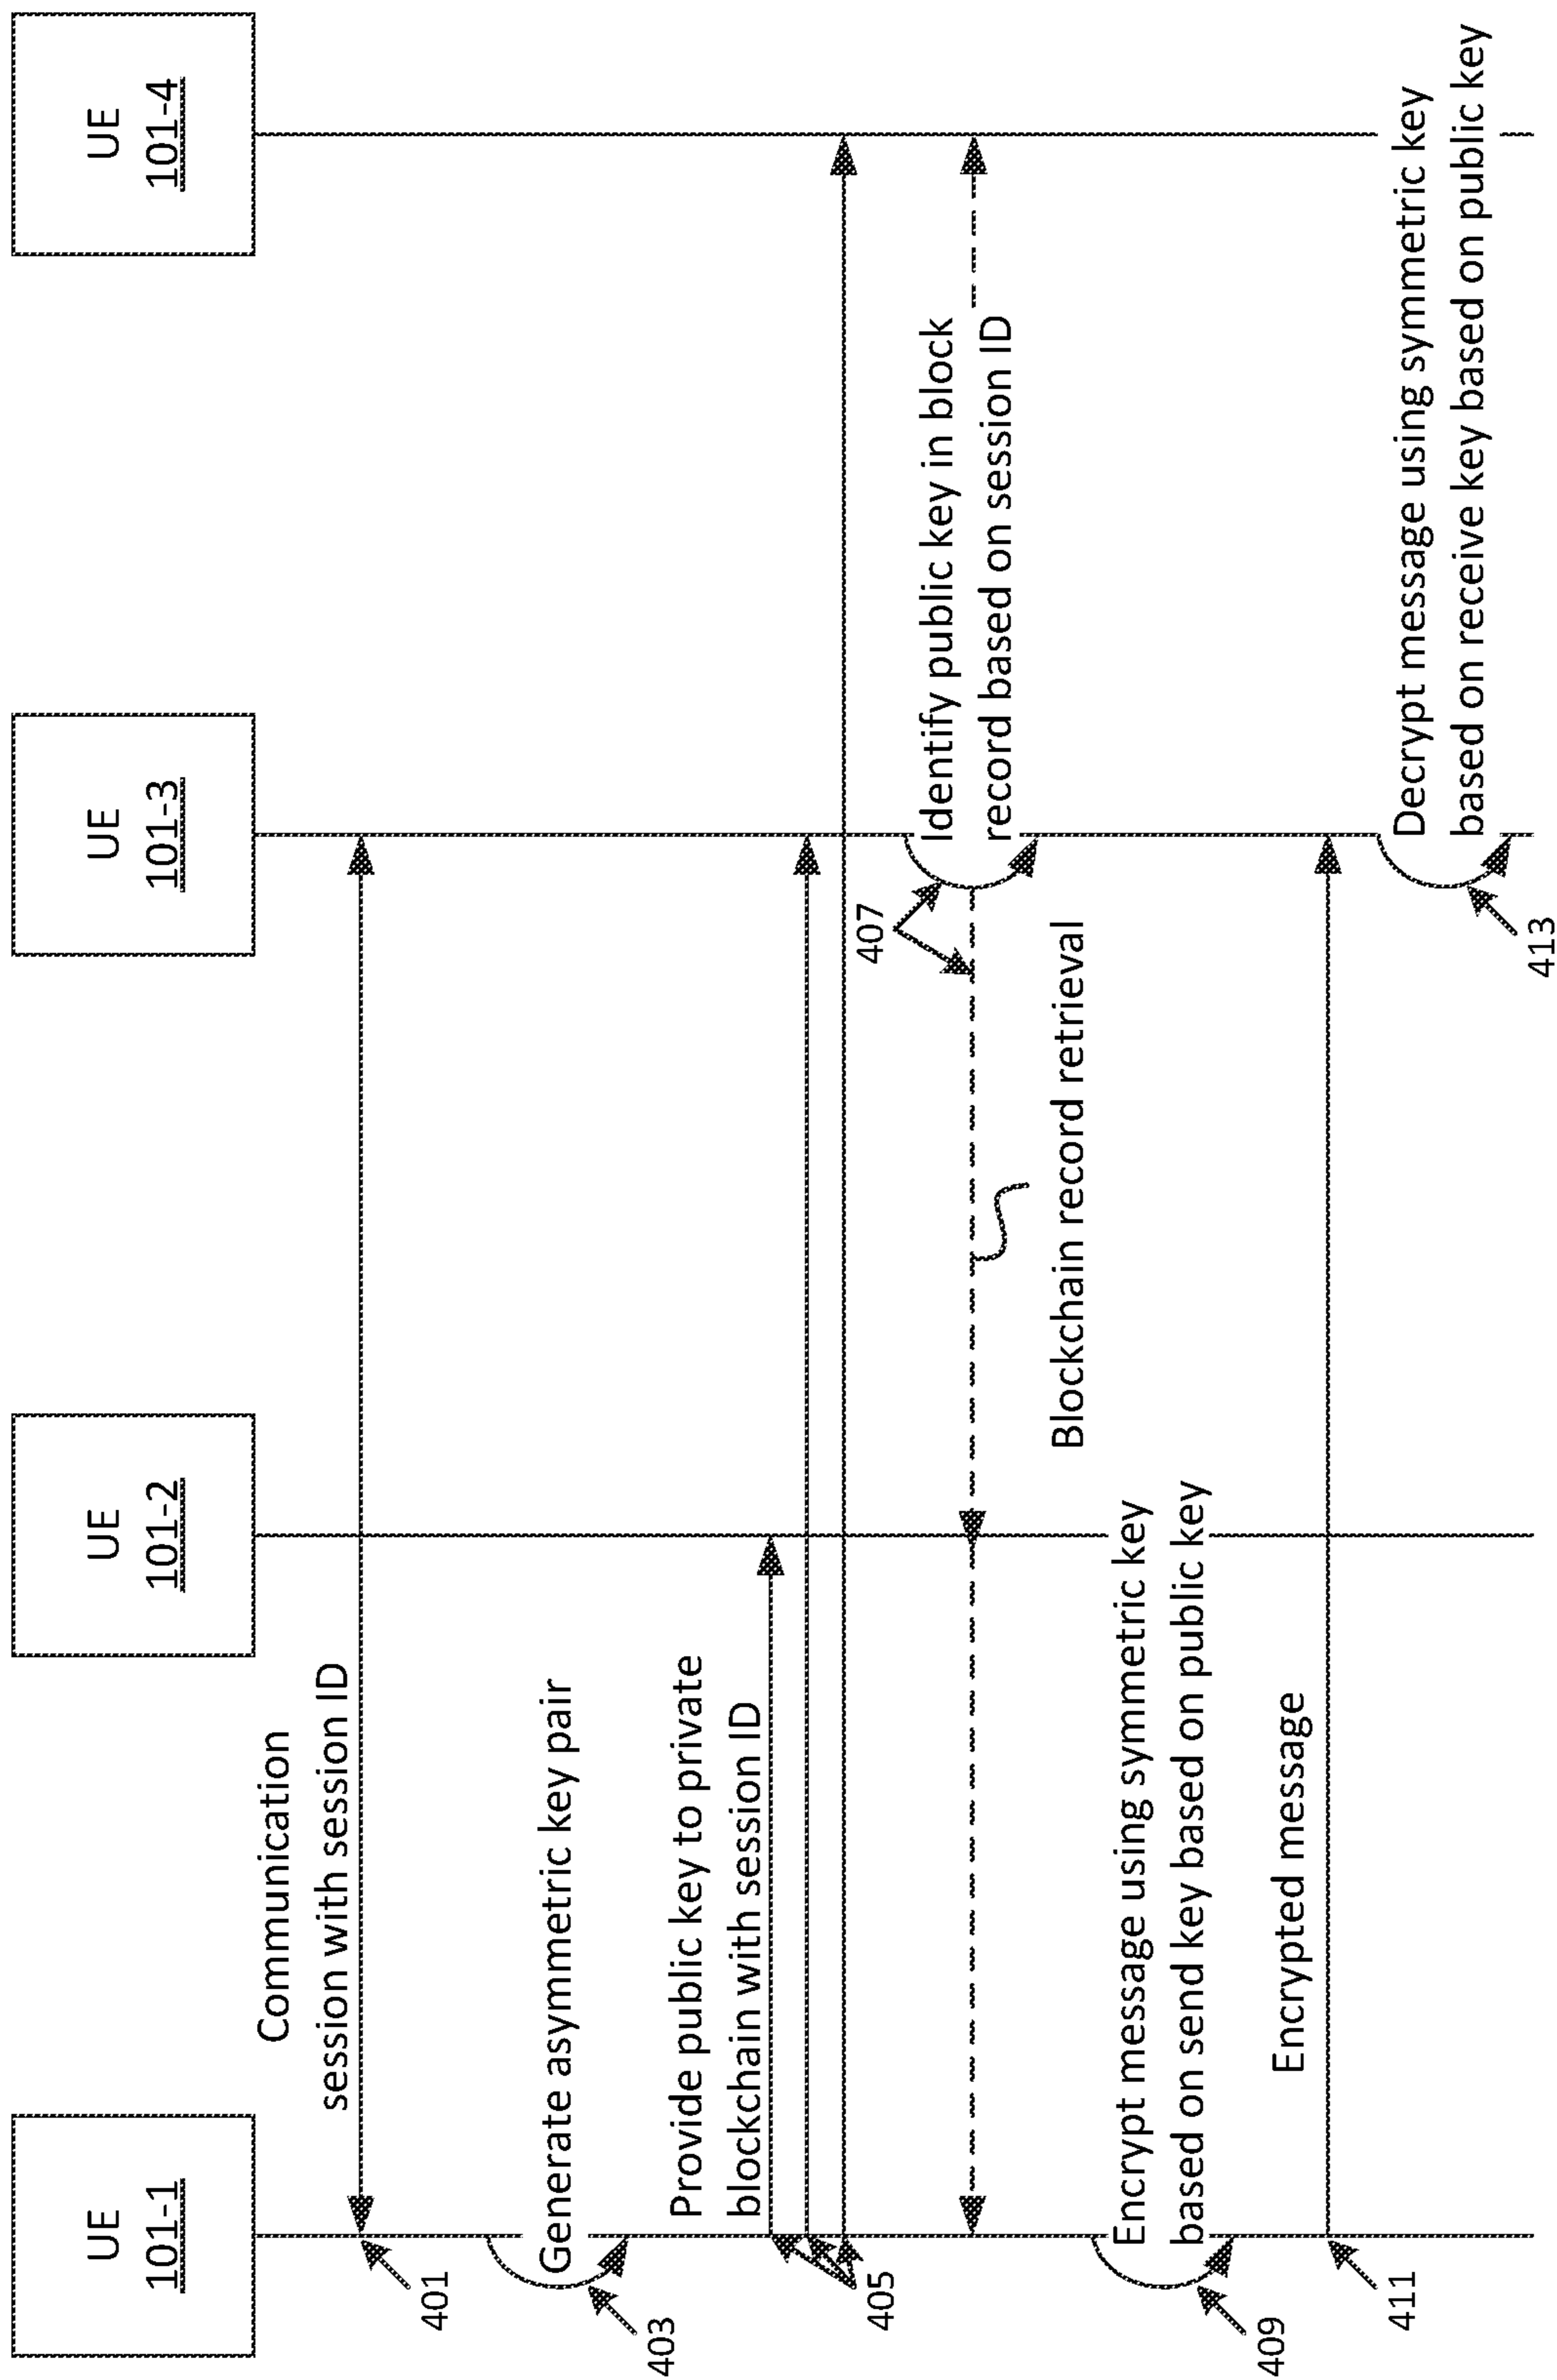 UE
101-1
UE
101-2
UE
101-3
UE
101-4
Communication
session with session ID
401
Generate asymmetric key pair
403
Provide public key to private
blockchain with session ID
405
Identify public key in block
record based on session ID
407
Blockchain record retrieval
Encrypt message using symmetric key
based on send key based on public key
409
Encrypted message
411
Decrypt message using symmetric key
based on receive key based on public key
413